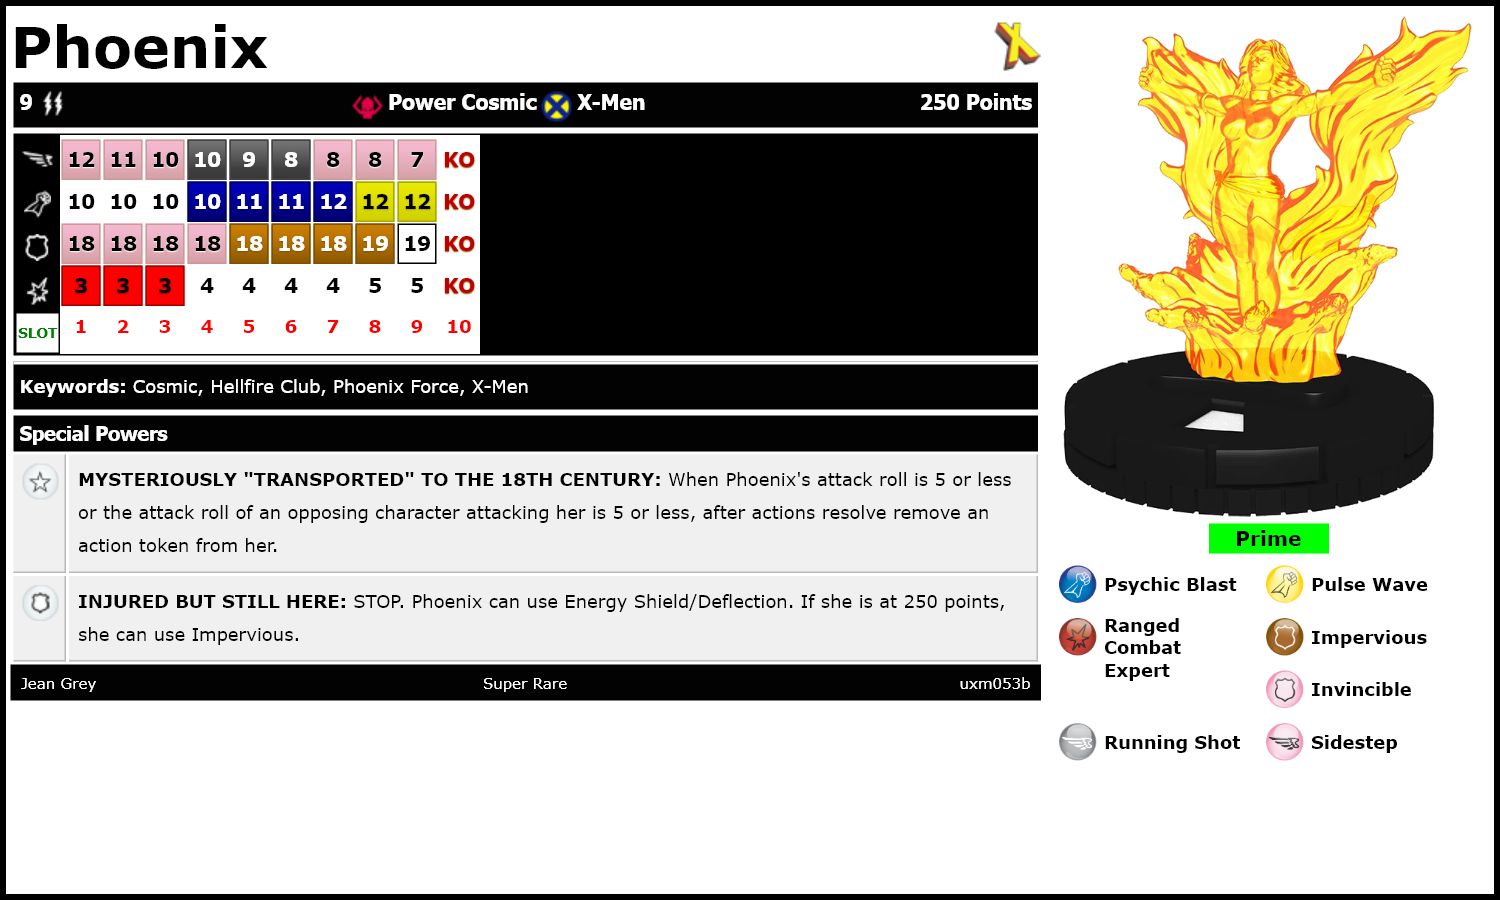 Phoenix
9 Power Cosmic X-Men 250 Points
12 11 10 10 9 8 8 8 7 KO
10 10 10 10 11 11 12 12 12 KO
18 18 18 18 18 18 18 19 19 KO
3 3 3 4 4 4 4 5 5 KO
SLOT 1 2 3 4 5 6 7 8 9 10
Keywords: Cosmic, Hellfire Club, Phoenix Force, X-Men
Special Powers
MYSTERIOUSLY "TRANSPORTED" TO THE 18TH CENTURY: When Phoenix's attack roll is 5 or less
or the attack roll of an opposing character attacking her is 5 or less, after actions resolve remove an
action token from her.
INJURED BUT STILL HERE: STOP. Phoenix can use Energy Shield/Deflection. If she is at 250 points,
she can use Impervious.
Jean Grey Super Rare uxm053b
Prime
Psychic Blast Pulse Wave
Ranged
Combat
Expert
Impervious
Invincible
Running Shot Sidestep